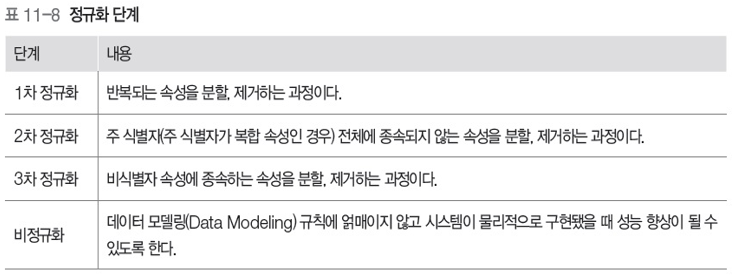 표 11-8 정규화 단계
단계 내용
1차 정규화 반복되는 속성을 분할, 제거하는 과정이다.
2차 정규화 주 식별자(주 식별자가 복합 속성인 경우) 전체에 종속되지 않는 속성을 분할, 제거하는 과정이다.
3차 정규화 비식별자 속성에 종속하는 속성을 분할, 제거하는 과정이다.
비정규화 데이터 모델링(Data Modeling) 규칙에 얽매이지 않고 시스템이 물리적으로 구현됐을 때 성능 향상이 될 수
있도록 한다.